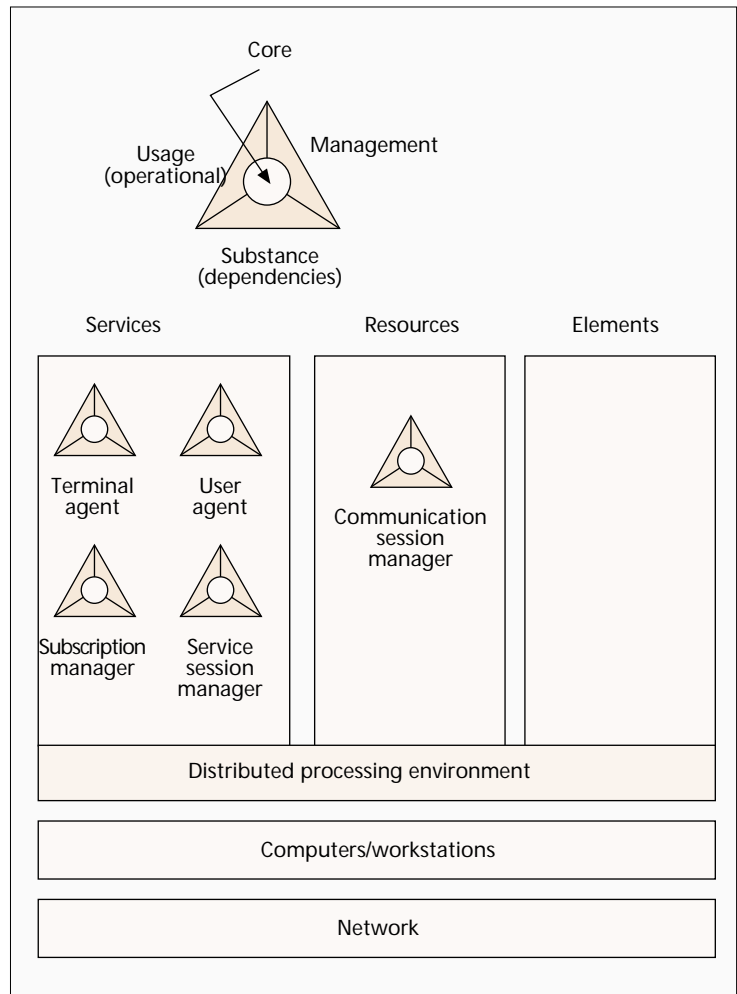 Core
Management
Usage
(operational)
Substance
(dependencies)
Services
Resources
Elements
Terminal
agent
User
agent
Communication
session
manager
Subscription
manager
Service
session
manager
Distributed processing environment
Computers/workstations
Network